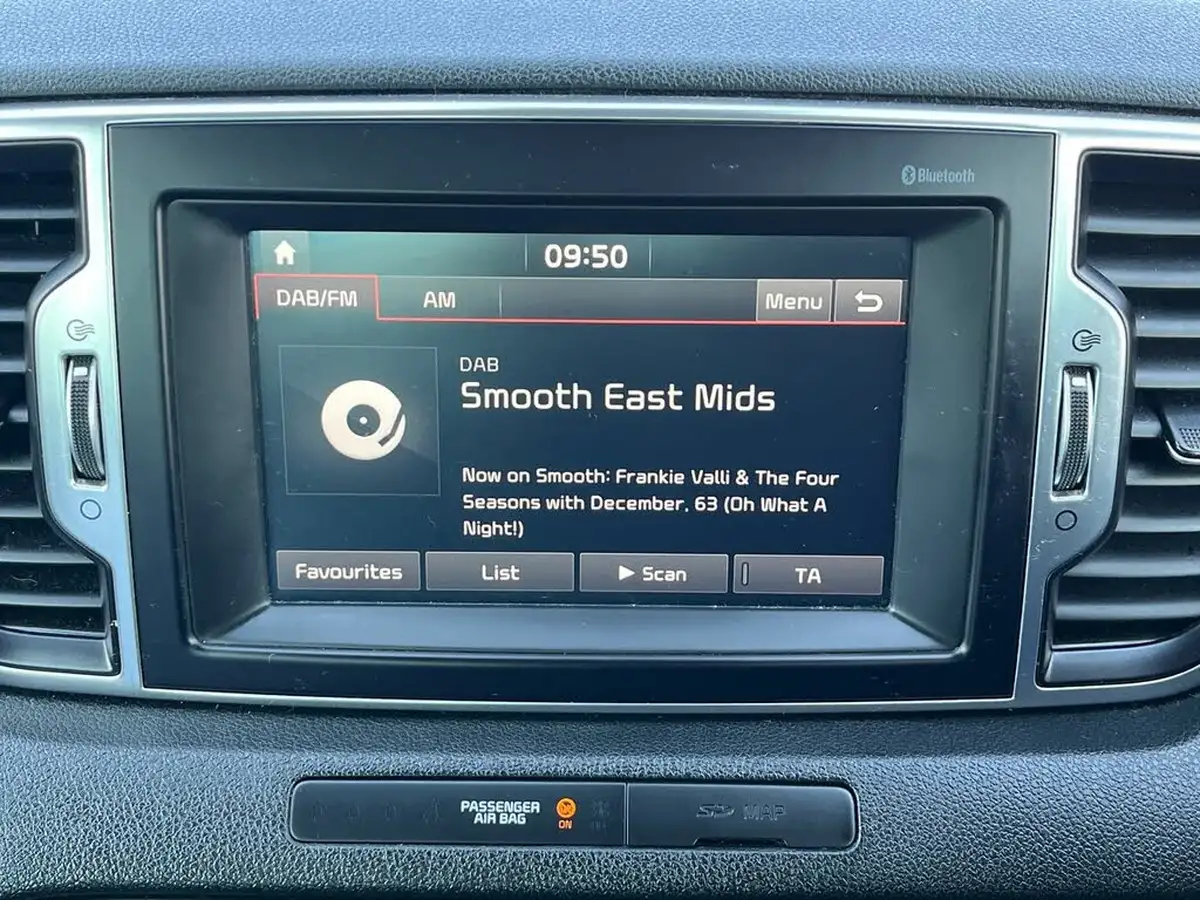 Bluetooth
09:50
DAB/FM AM Menu
DAB
Smooth East Mids
Now on Smooth: Frankie Valli & The Four
Seasons with December, 63 (Oh What A
Night!)
Favourites List Scan TA
PASSENGER
AIR BAG
ON
SD MAP